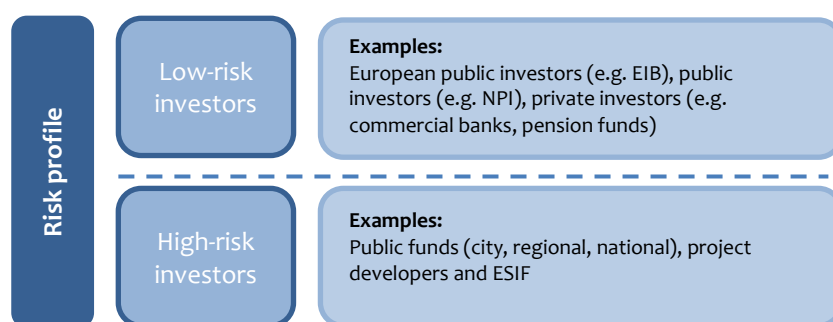 Risk profile
Low-risk
investors
Examples:
European public investors (e.g. EIB), public
investors (e.g. NPI), private investors (e.g.
commercial banks, pension funds)
High-risk
investors
Examples:
Public funds (city, regional, national), project
developers and ESIF